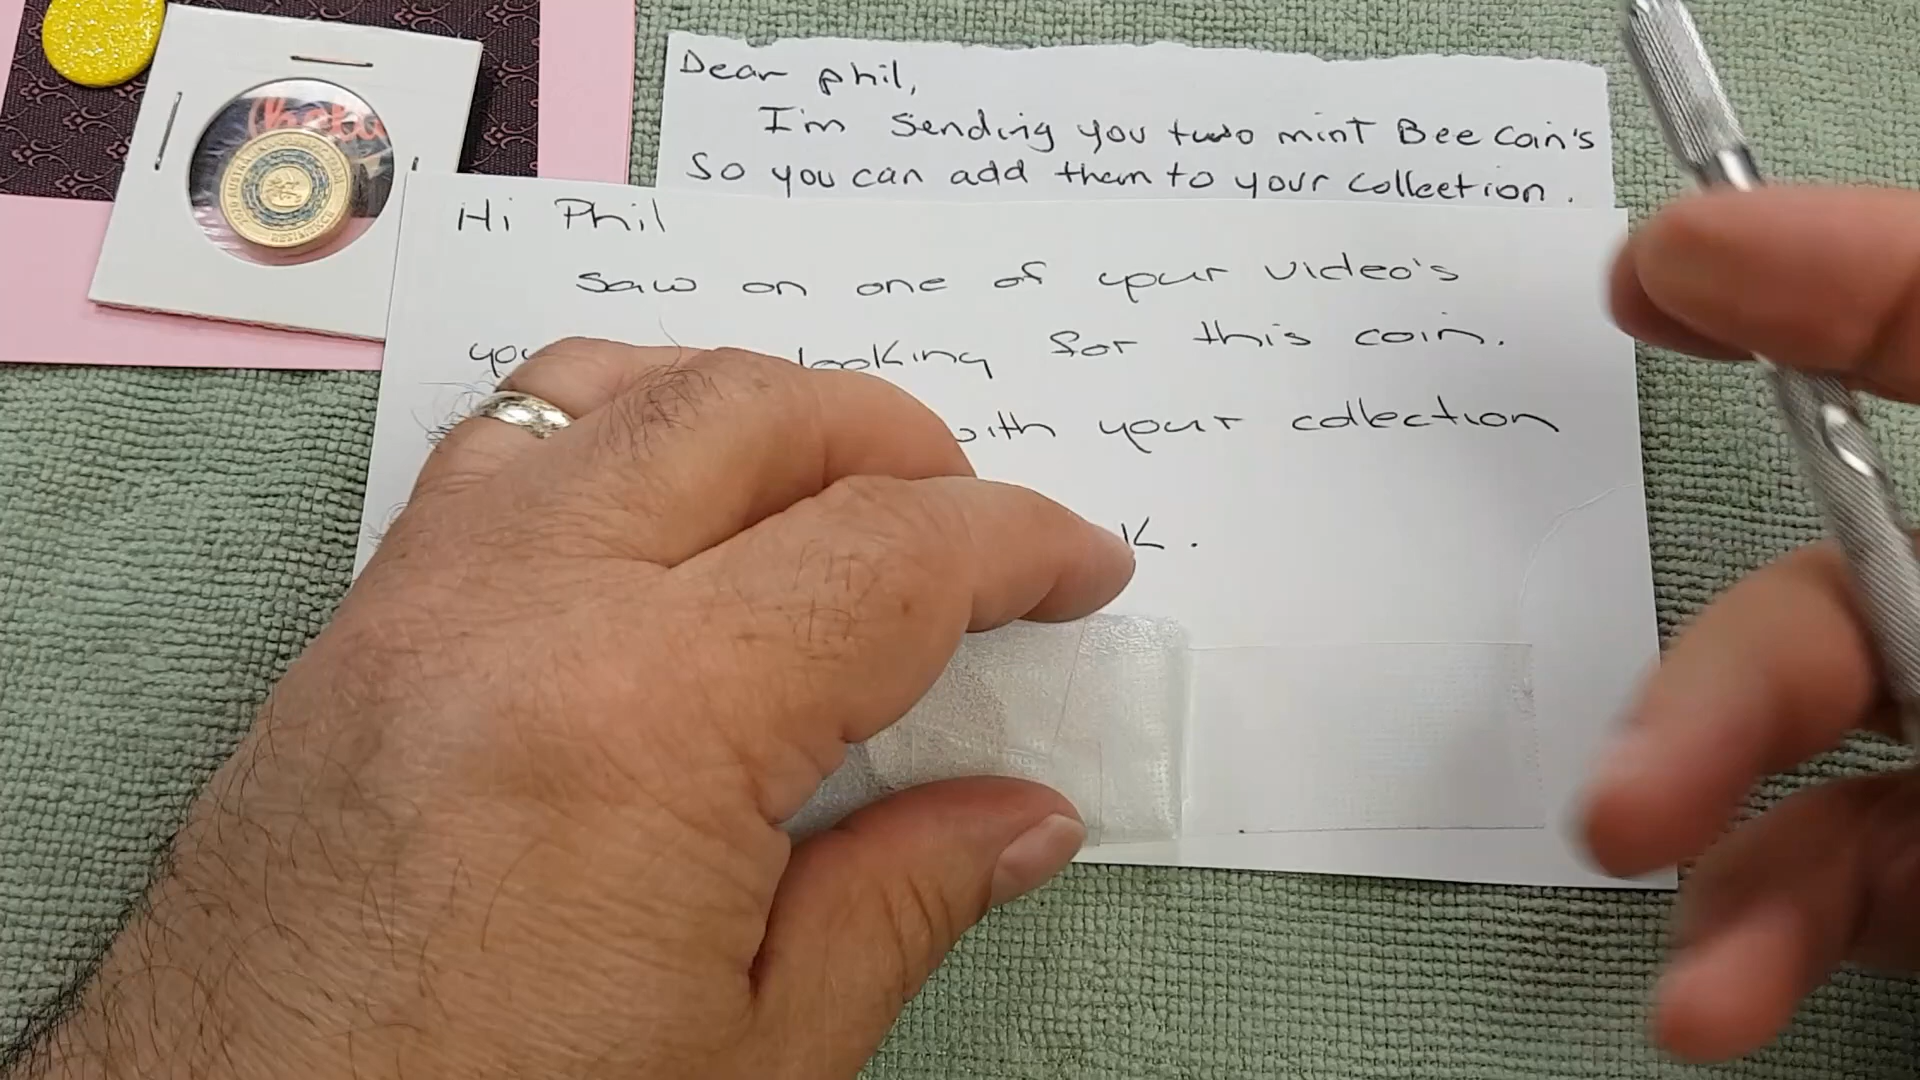 Dear phil,
I'm sending you two mint Bee Coin's
So you can add them to your collection.
Hi Phil
saw on one of your video's
looking for this coin.
with your collection
K.